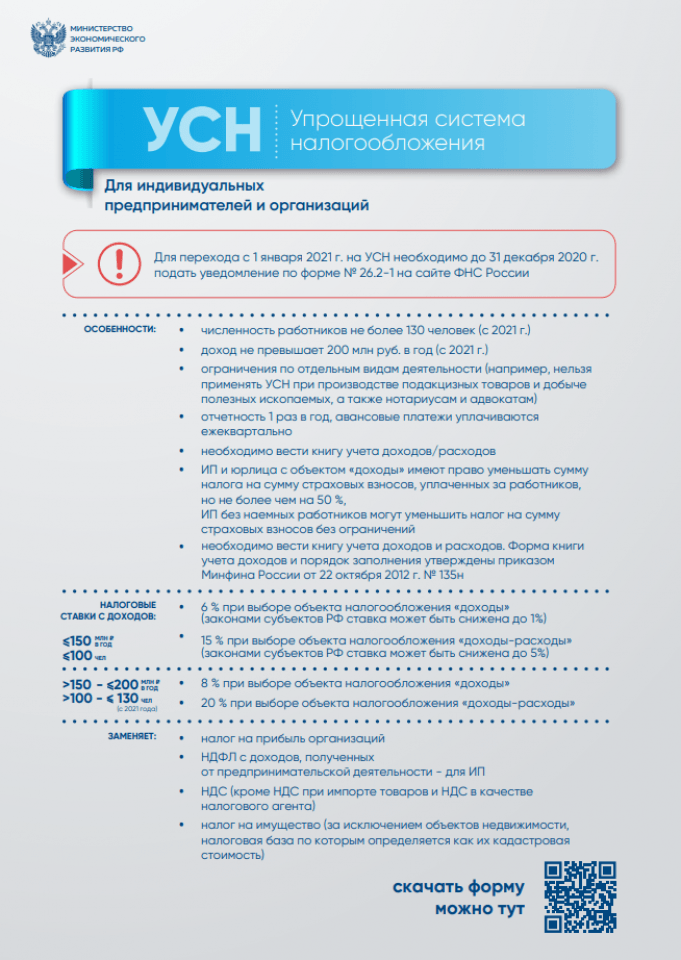 МИНИСТЕРСТВО
ЭКОНОМИЧЕСКОГО
РАЗВИТИЯ РФ
УСН
Упрощенная система
налогообложения
Для индивидуальных
предпринимателей и организаций
Для перехода с 1 января 2021 г. на УСН необходимо до 31 декабря 2020 г.
подать уведомление по форме № 26.2-1 на сайте ФНС России
ОСОБЕННОСТИ:
• численность работников не более 130 человек (с 2021 г.)
• доход не превышает 200 млн руб. в год (с 2021 г.)
• ограничения по отдельным видам деятельности (например, нельзя
применять УСН при производстве подакцизных товаров и добыче
полезных ископаемых, а также нотариусам и адвокатам)
• отчетность 1 раз в год, авансовые платежи уплачиваются
ежеквартально
• необходимо вести книгу учета доходов/расходов
• ИП и юрлица с объектом «доходы» имеют право уменьшать сумму
налога на сумму страховых взносов, уплаченных за работников,
но не более чем на 50 %,
ИП без наемных работников могут уменьшить налог на сумму
страховых взносов без ограничений
• необходимо вести книгу учета доходов и расходов. Форма книги
учета доходов и порядок заполнения утверждены приказом
Минфина России от 22 октября 2012 г. № 135н
НАЛОГОВЫЕ
СТАВКИ С ДОХОДОВ:
⩽150 МЛН ₽ В ГОД
⩽100 ЧЕЛ
• 6 % при выборе объекта налогообложения «доходы»
(законами субъектов РФ ставка может быть снижена до 1%)
• 15 % при выборе объекта налогообложения «доходы-расходы»
(законами субъектов РФ ставка может быть снижена до 5%)
>150 - ⩽200 МЛН ₽ В ГОД
>100 - ⩽ 130 ЧЕЛ
(с 2021 года)
• 8 % при выборе объекта налогообложения «доходы»
• 20 % при выборе объекта налогообложения «доходы-расходы»
ЗАМЕНЯЕТ:
• налог на прибыль организаций
• НДФЛ с доходов, полученных
от предпринимательской деятельности - для ИП
• НДС (кроме НДС при импорте товаров и НДС в качестве
налогового агента)
• налог на имущество (за исключением объектов недвижимости,
налоговая база по которым определяется как их кадастровая
стоимость)
скачать форму
можно тут